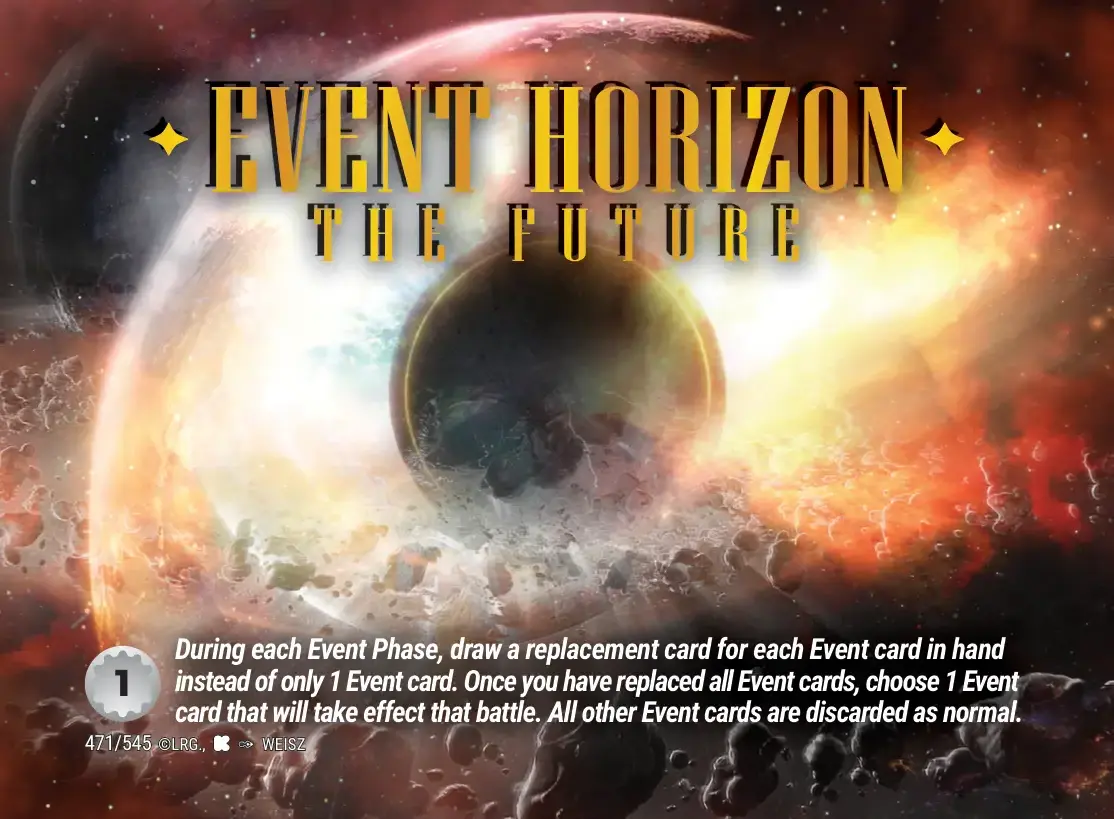 EVENT HORIZON
THE FUTURE
During each Event Phase, draw a replacement card for each Event card in hand
1
instead of only 1 Event card. Once you have replaced all Event cards, choose 1 Event
card that will take effect that battle. All other Event cards are discarded as normal.
471/545 ©LRG., WEISZ